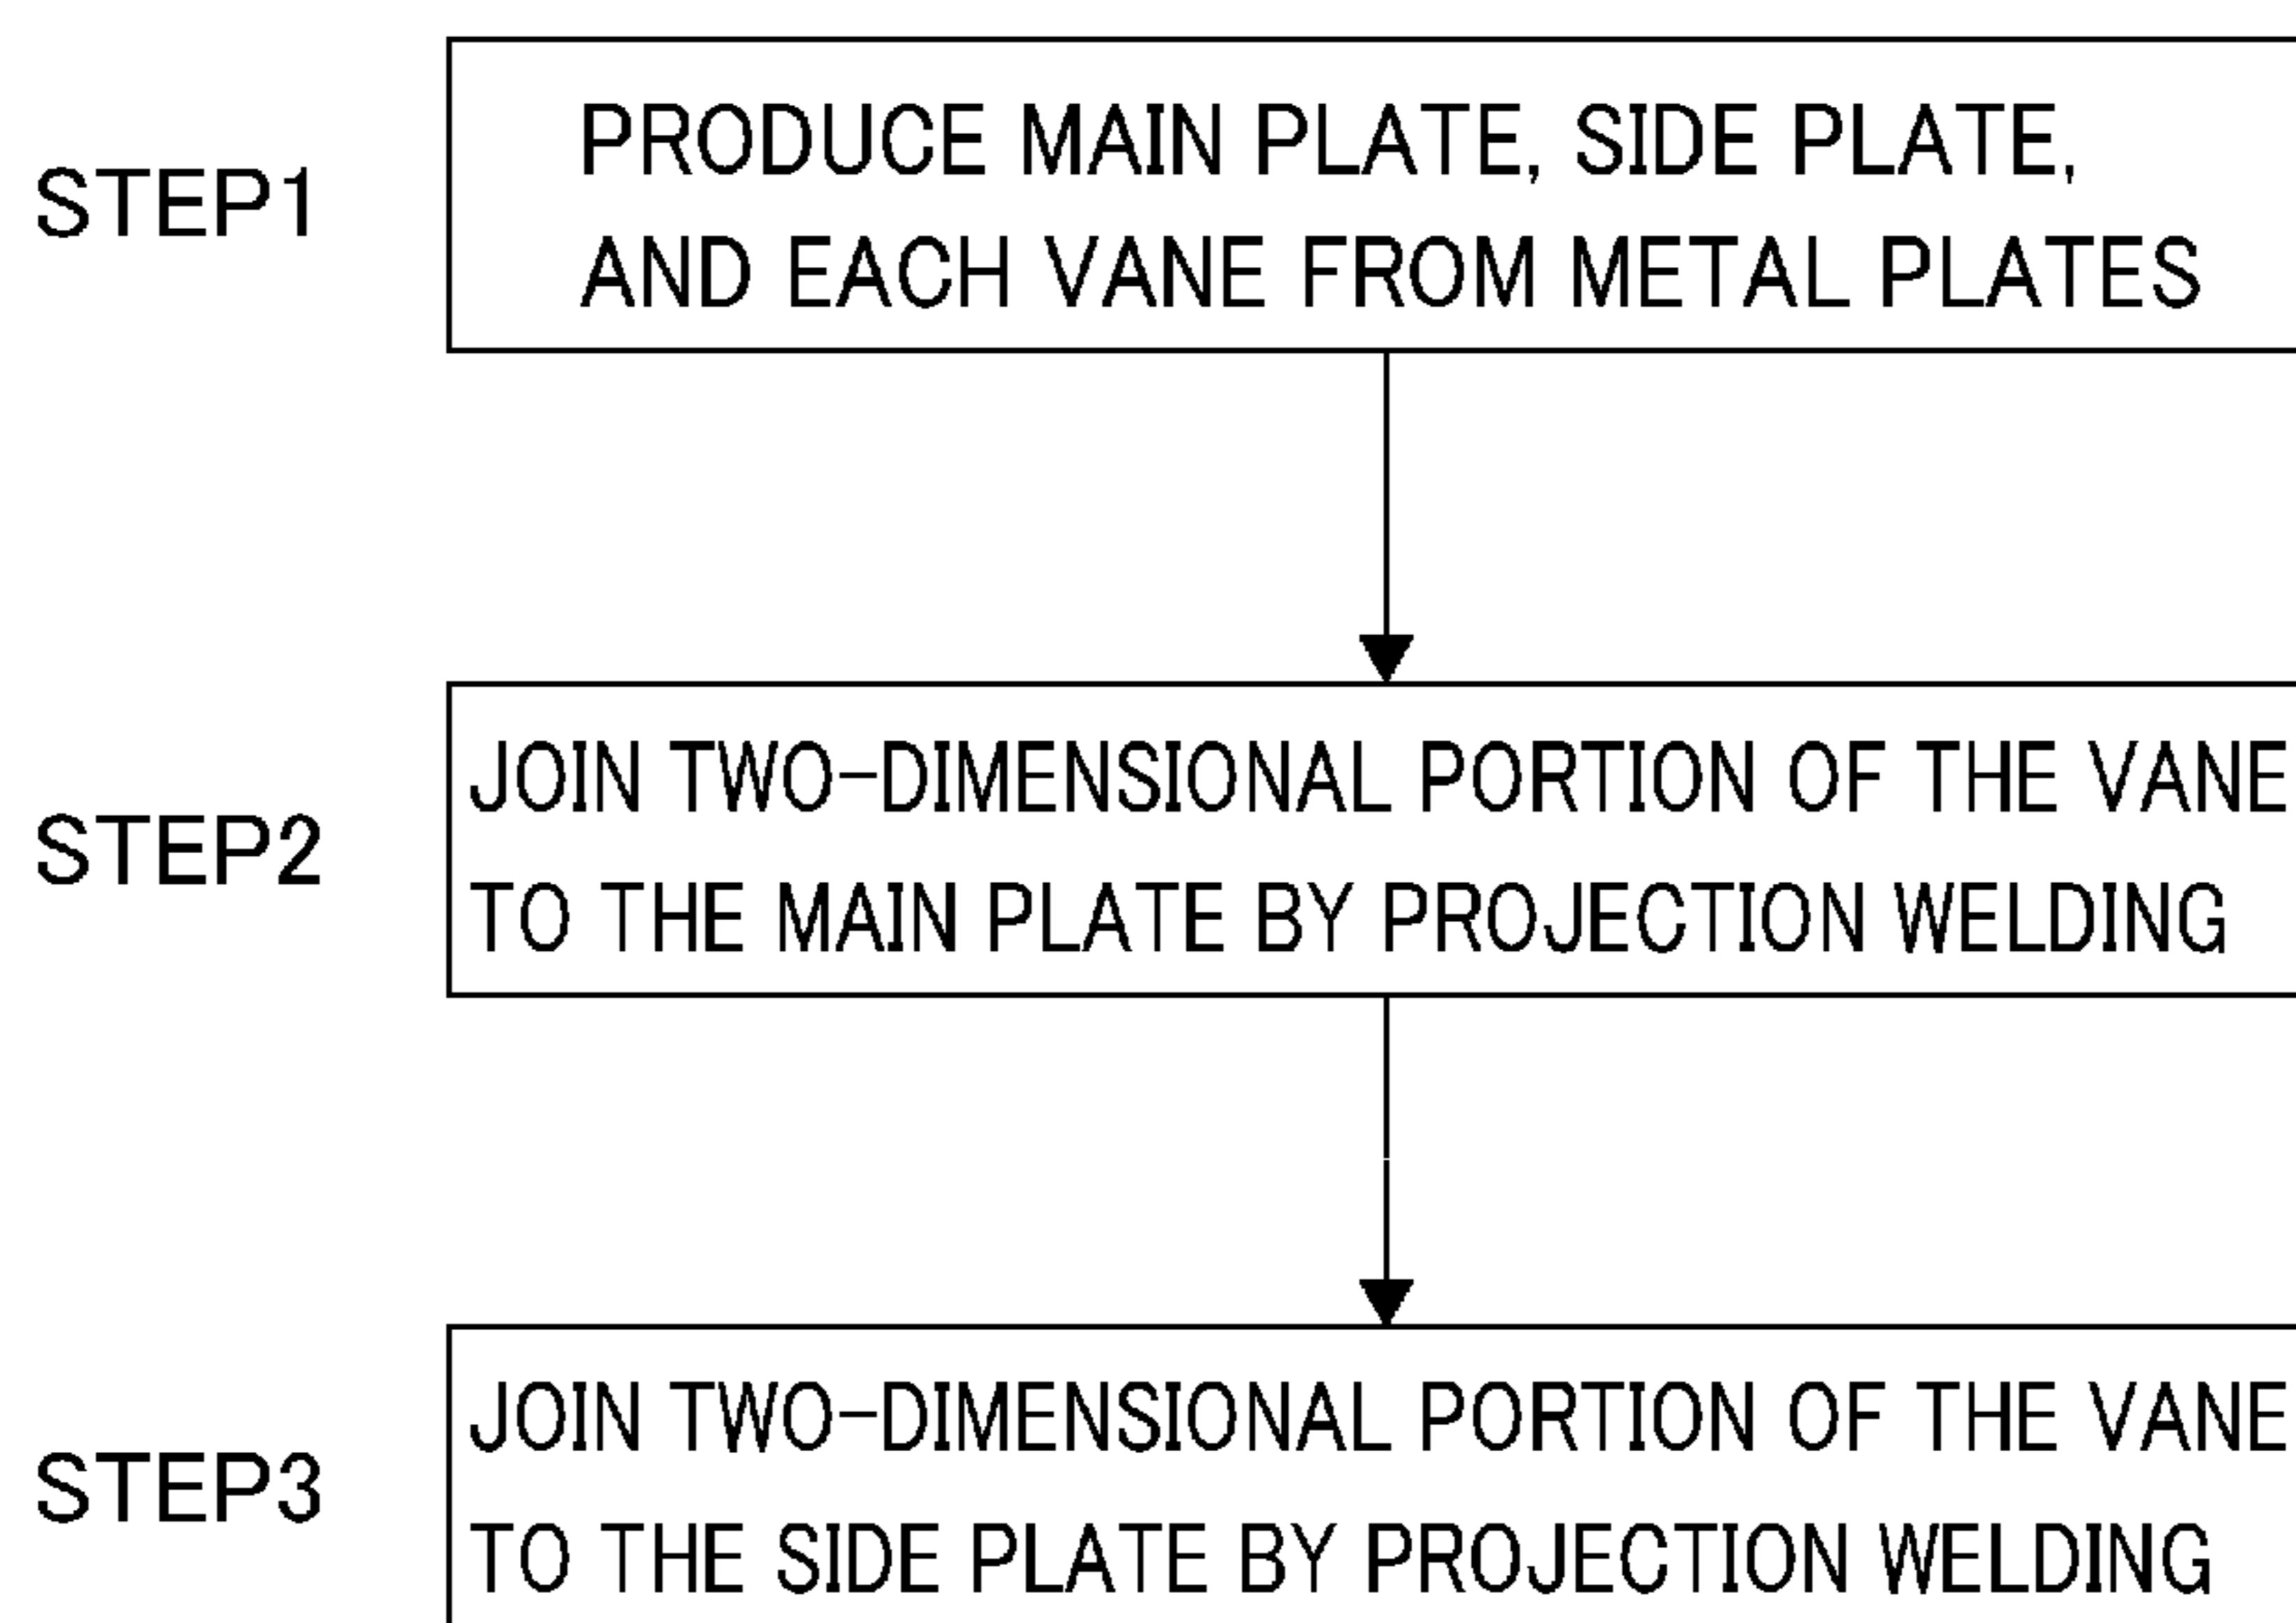 STEP1
PRODUCE MAIN PLATE, SIDE PLATE,
AND EACH VANE FROM METAL PLATES
STEP2
JOIN TWO-DIMENSIONAL PORTION OF THE VANE
TO THE MAIN PLATE BY PROJECTION WELDING
STEP3
JOIN TWO-DIMENSIONAL PORTION OF THE VANE
TO THE SIDE PLATE BY PROJECTION WELDING